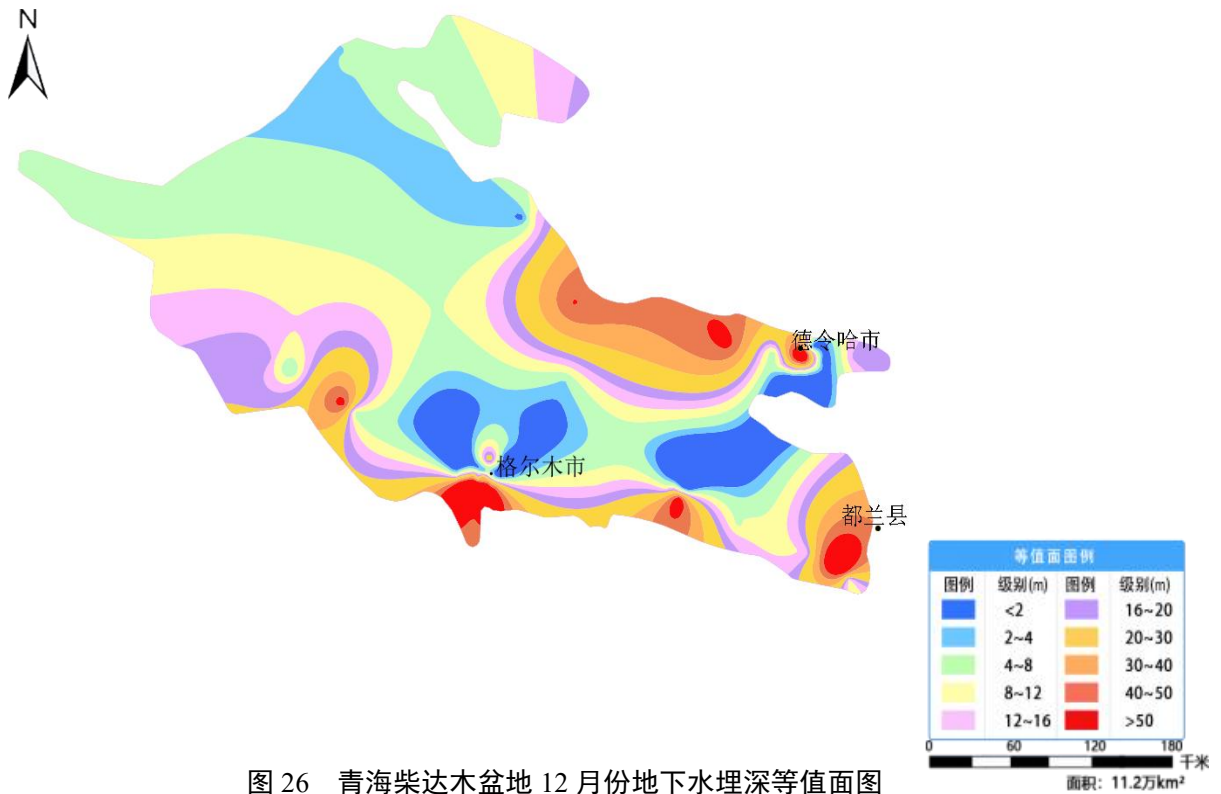 N
德令哈市
格尔木市
都兰县
等值面图例
图例 级别(m) 图例 级别(m)
<2 16~20
2~4 20~30
4~8 30~40
8~12 40~50
12~16 >50
0 60 120 180
千米
面积：11.2万km²
图 26 青海柴达木盆地 12 月份地下水埋深等值面图